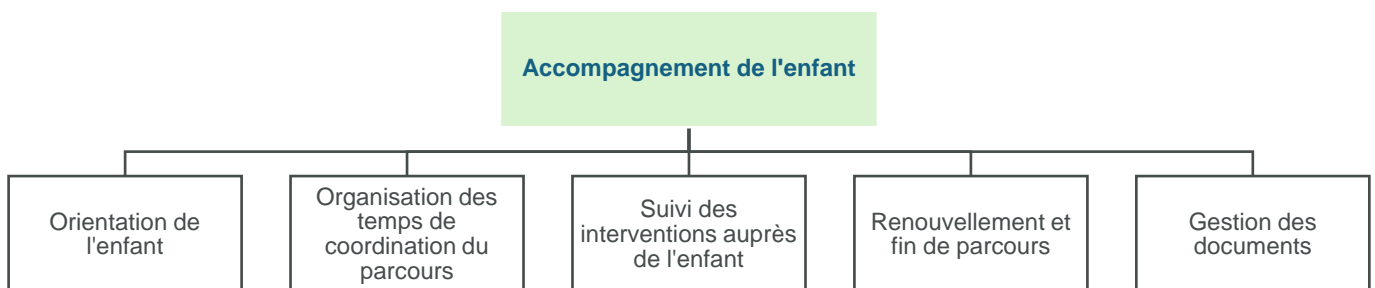 Accompagnement de l'enfant
Orientation de
l'enfant
Organisation des
temps de
coordination du
parcours
Suivi des
interventions auprès
de l'enfant
Renouvellement et
fin de parcours
Gestion des
documents